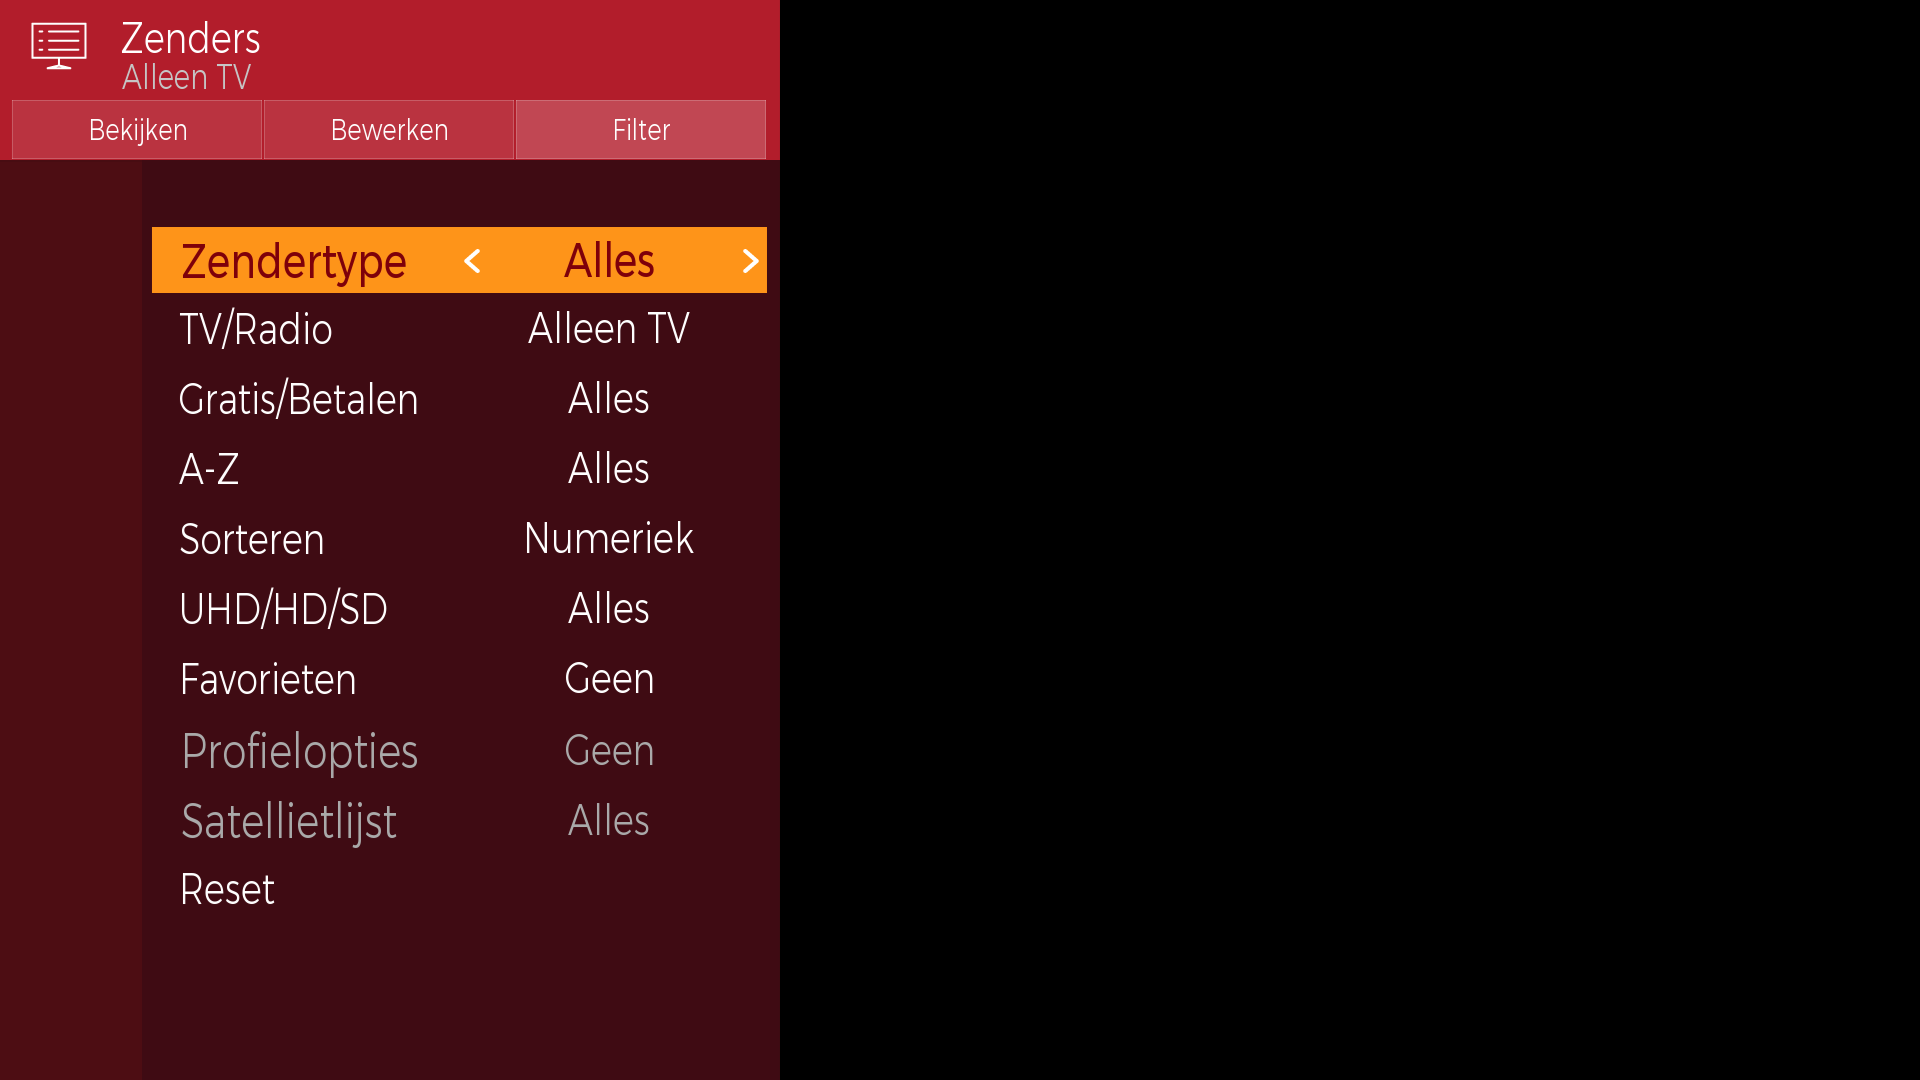 Zenders
Alleen TV
Bekijken Bewerken Filter
Zendertype < Alles >
TV/Radio Alleen TV
Gratis/Betalen Alles
A-Z Alles
Sorteren Numeriek
UHD/HD/SD Alles
Favorieten Geen
Profielopties Geen
Satellietlijst Alles
Reset